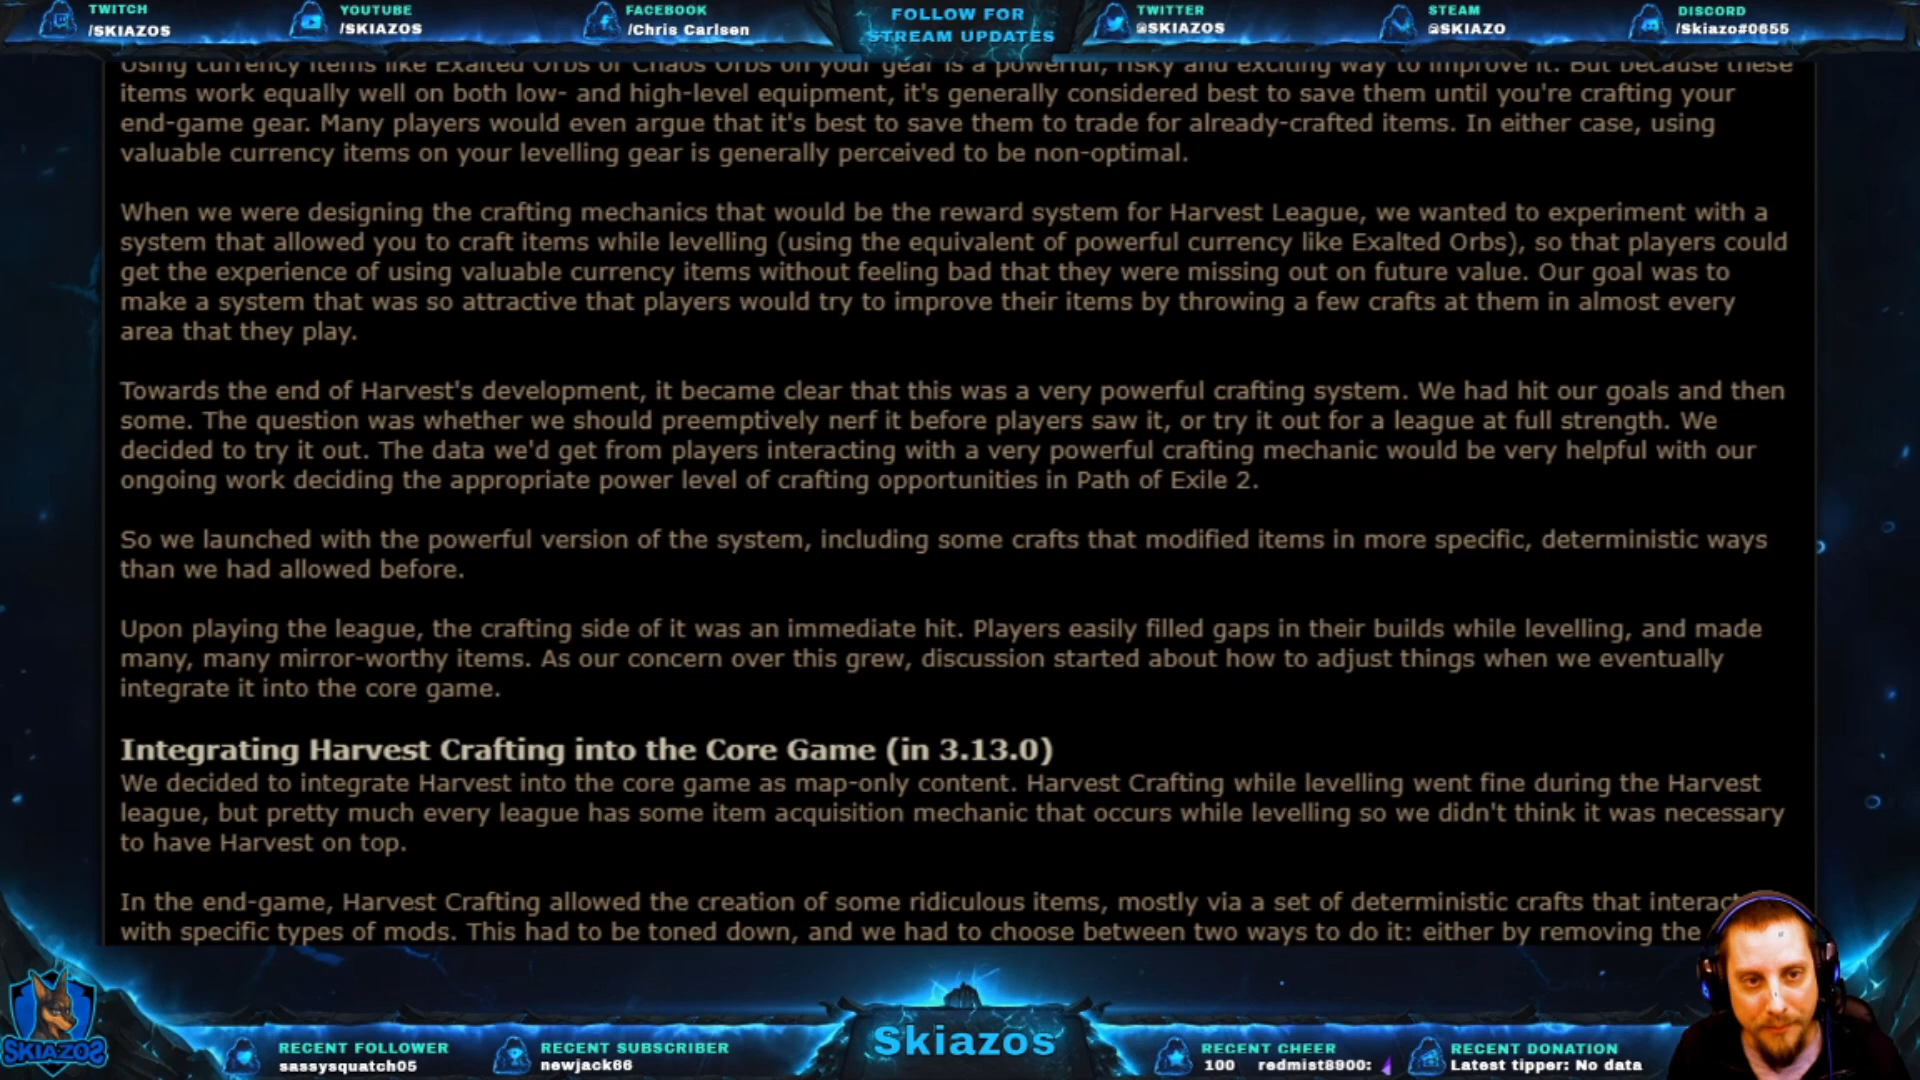 TWITCH
/SKIAZOS
YOUTUBE
/SKIAZOS
FACEBOOK
/Chris Carlsen
FOLLOW FOR
STREAM UPDATES
TWITTER
@SKIAZOS
STEAM
@SKIAZO
DISCORD
/Skiazo#0655
Using currency items like Exalted Orbs or Chaos Orbs on your gear is a powerful, risky and exciting way to improve it. But because these
items work equally well on both low- and high-level equipment, it's generally considered best to save them until you're crafting your
end-game gear. Many players would even argue that it's best to save them to trade for already-crafted items. In either case, using
valuable currency items on your levelling gear is generally perceived to be non-optimal.
When we were designing the crafting mechanics that would be the reward system for Harvest League, we wanted to experiment with a
system that allowed you to craft items while levelling (using the equivalent of powerful currency like Exalted Orbs), so that players could
get the experience of using valuable currency items without feeling bad that they were missing out on future value. Our goal was to
make a system that was so attractive that players would try to improve their items by throwing a few crafts at them in almost every
area that they play.
Towards the end of Harvest's development, it became clear that this was a very powerful crafting system. We had hit our goals and then
some. The question was whether we should preemptively nerf it before players saw it, or try it out for a league at full strength. We
decided to try it out. The data we'd get from players interacting with a very powerful crafting mechanic would be very helpful with our
ongoing work deciding the appropriate power level of crafting opportunities in Path of Exile 2.
So we launched with the powerful version of the system, including some crafts that modified items in more specific, deterministic ways
than we had allowed before.
Upon playing the league, the crafting side of it was an immediate hit. Players easily filled gaps in their builds while levelling, and made
many, many mirror-worthy items. As our concern over this grew, discussion started about how to adjust things when we eventually
integrate it into the core game.
Integrating Harvest Crafting into the Core Game (in 3.13.0)
We decided to integrate Harvest into the core game as map-only content. Harvest Crafting while levelling went fine during the Harvest
league, but pretty much every league has some item acquisition mechanic that occurs while levelling so we didn't think it was necessary
to have Harvest on top.
In the end-game, Harvest Crafting allowed the creation of some ridiculous items, mostly via a set of deterministic crafts that interact
with specific types of mods. This had to be toned down, and we had to choose between two ways to do it: either by removing the
SKIAZOS
RECENT FOLLOWER
sassysquatch05
RECENT SUBSCRIBER
newjack66
Skiazos
RECENT CHEER
100 redmist8900:
RECENT DONATION
Latest tipper: No data